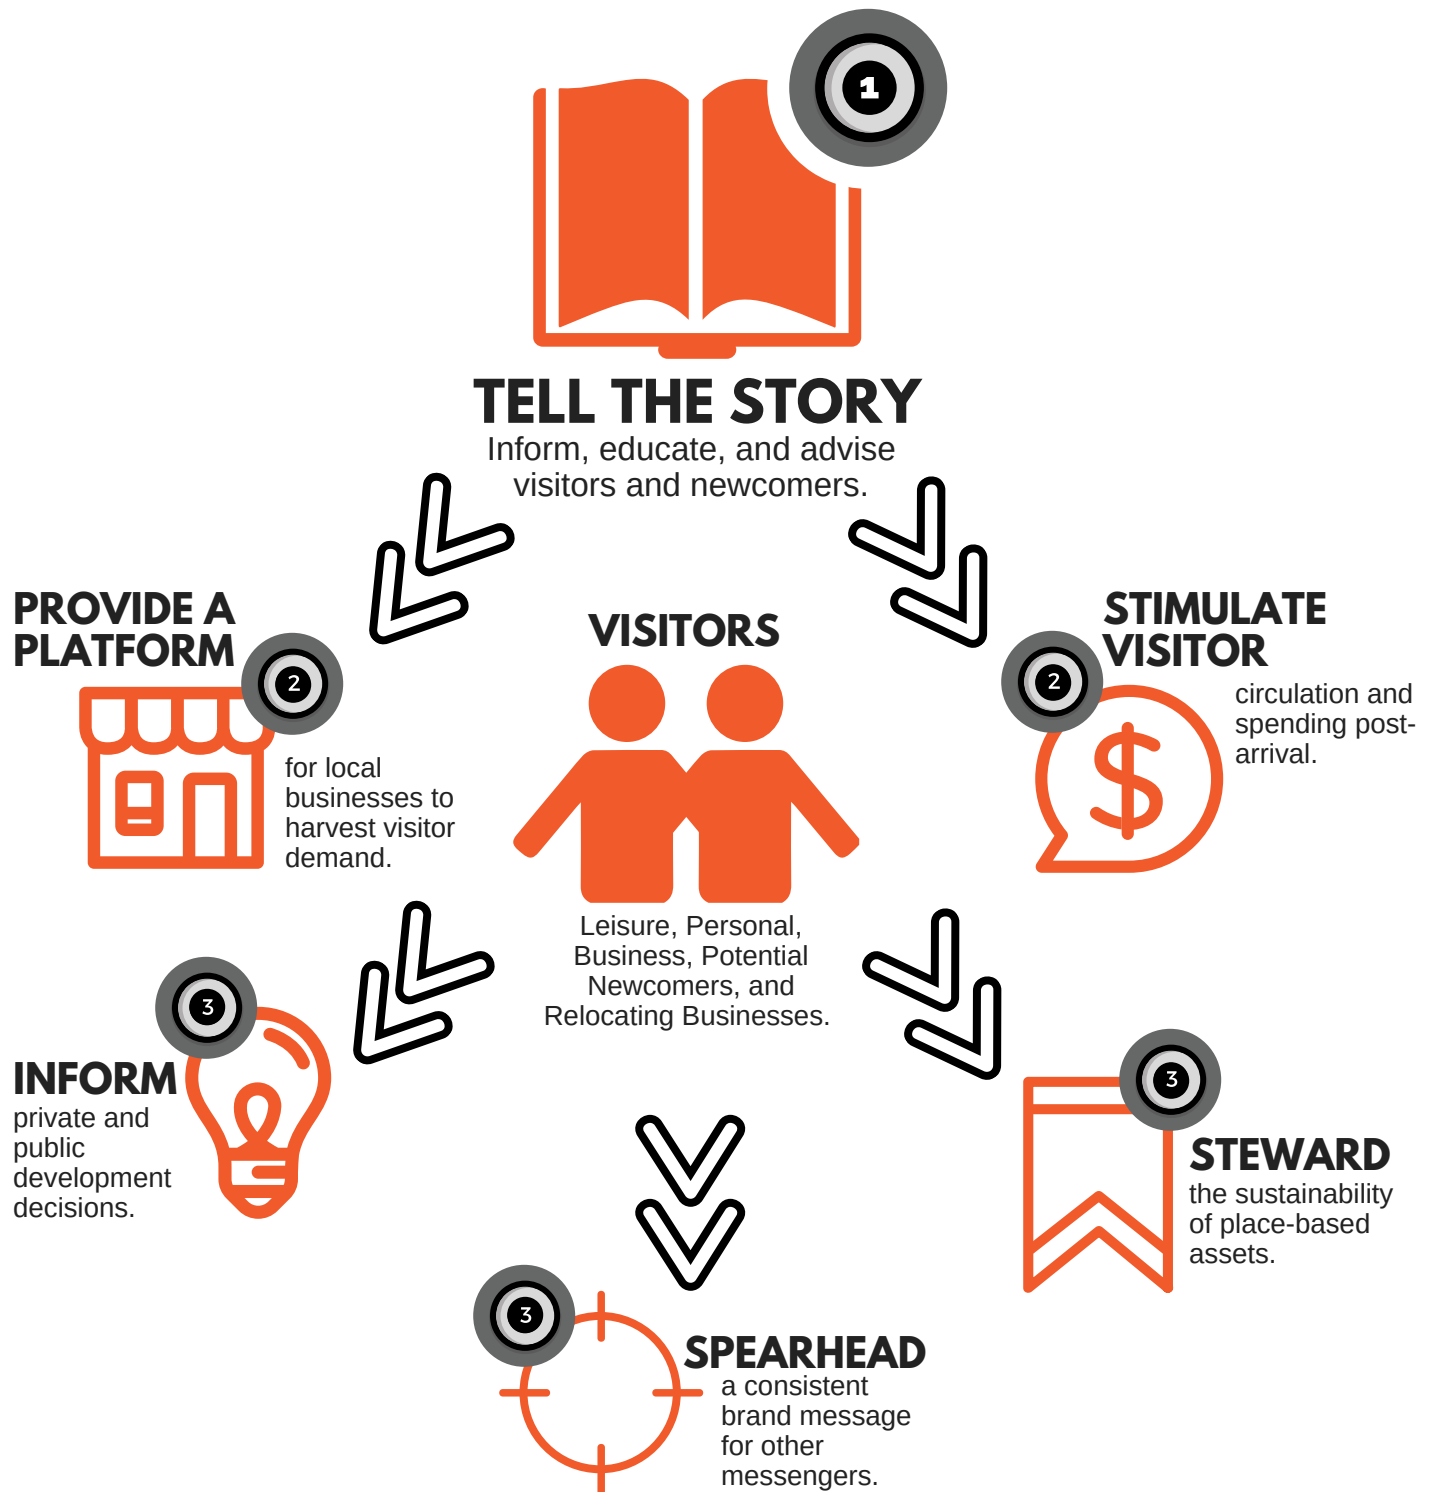 1
TELL THE STORY
Inform, educate, and advise
visitors and newcomers.
PROVIDE A
PLATFORM
2
for local
businesses to
harvest visitor
demand.
VISITORS
Leisure, Personal,
Business, Potential
Newcomers, and
Relocating Businesses.
STIMULATE
VISITOR
2
circulation and
spending post-
arrival.
$
3
INFORM
private and
public
development
decisions.
3
SPEARHEAD
a consistent
brand message
for other
messengers.
3
STEWARD
the sustainability
of place-based
assets.